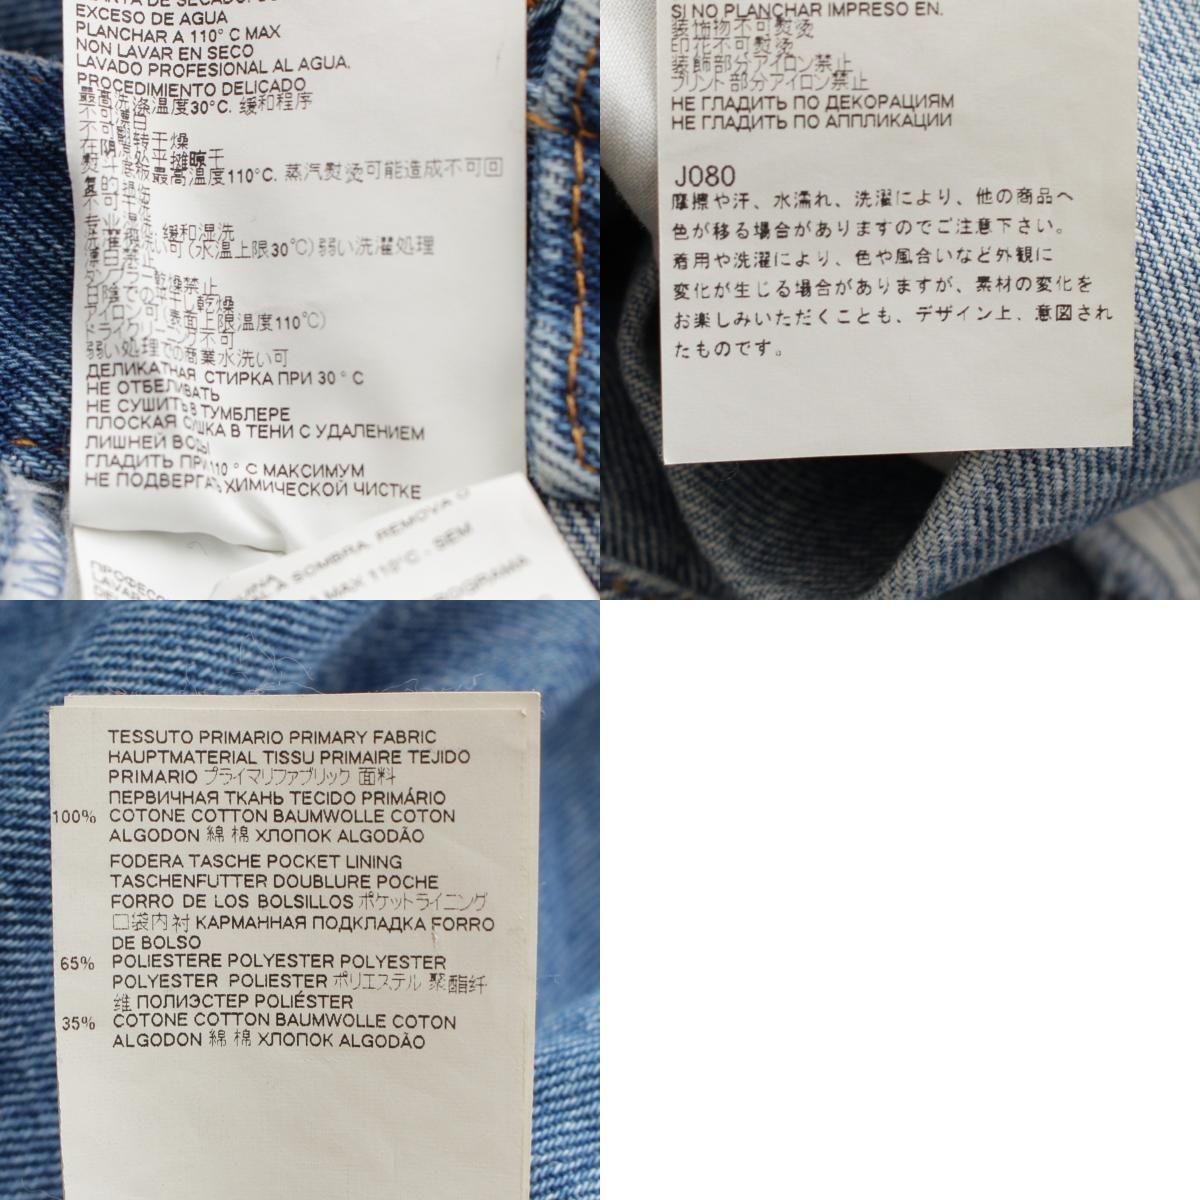 EXCESO DE AGUA
PLANCHAR A 110° C MAX
NON LAVAR EN SECO
LAVADO PROFESIONAL AL AGUA.
PROCEDIMIENTO DELICADO
最高洗涤温度30°C. 缓和程序
不可漂白
不可翻转干燥
在阴凉处平摊晾干
熨斗底板最高温度110°C. 蒸汽熨烫可能造成不可回
复的损伤
不可干洗
专业缓和湿洗
洗濯機洗い可(水温上限30℃)弱い洗濯処理
漂白禁止
タンブラー乾燥禁止
日陰での平干し乾燥
アイロン可(表面上限温度110℃)
ドライクリーニング不可
弱い処理での商業水洗い可
ДЕЛИКАТНАЯ СТИРКА ПРИ 30 ° C
НЕ ОТБЕЛИВАТЬ
НЕ СУШИТЬ В ТУМБЛЕРЕ
ПЛОСКАЯ СУШКА В ТЕНИ С УДАЛЕНИЕМ
ЛИШНЕЙ ВОДЫ
ГЛАДИТЬ ПРИ 110 ° C МАКСИМУМ
НЕ ПОДВЕРГАТЬ ХИМИЧЕСКОЙ ЧИСТКЕ
A SOMBRA. REMOVA O
MAX 110°C . SEM
SI NO PLANCHAR IMPRESO EN.
装饰物不可熨烫
印花不可熨烫
装飾部分アイロン禁止
プリント部分アイロン禁止
НЕ ГЛАДИТЬ ПО ДЕКОРАЦИЯМ
НЕ ГЛАДИТЬ ПО АППЛИКАЦИИ
J080
摩擦や汗、水濡れ、洗濯により、他の商品へ
色が移る場合がありますのでご注意下さい。
着用や洗濯により、色や風合いなど外観に
変化が生じる場合がありますが、素材の変化を
お楽しみいただくことも、デザイン上、意図され
たものです。
TESSUTO PRIMARIO PRIMARY FABRIC
HAUPTMATERIAL TISSU PRIMAIRE TEJIDO
PRIMARIO プライマリファブリック 面料
ПЕРВИЧНАЯ ТКАНЬ TECIDO PRIMÁRIO
100% COTONE COTTON BAUMWOLLE COTON
ALGODON 綿 棉 ХЛОПОК ALGODÃO
FODERA TASCHE POCKET LINING
TASCHENFUTTER DOUBLURE POCHE
FORRO DE LOS BOLSILLOS ポケットライニング
口袋内衬 КАРМАННАЯ ПОДКЛАДКА FORRO
DE BOLSO
65% POLIESTERE POLYESTER POLYESTER
POLYESTER POLIESTER ポリエステル 聚酯纤
维 ПОЛИЭСТЕР POLIÉSTER
35% COTONE COTTON BAUMWOLLE COTON
ALGODON 綿 棉 ХЛОПОК ALGODÃO